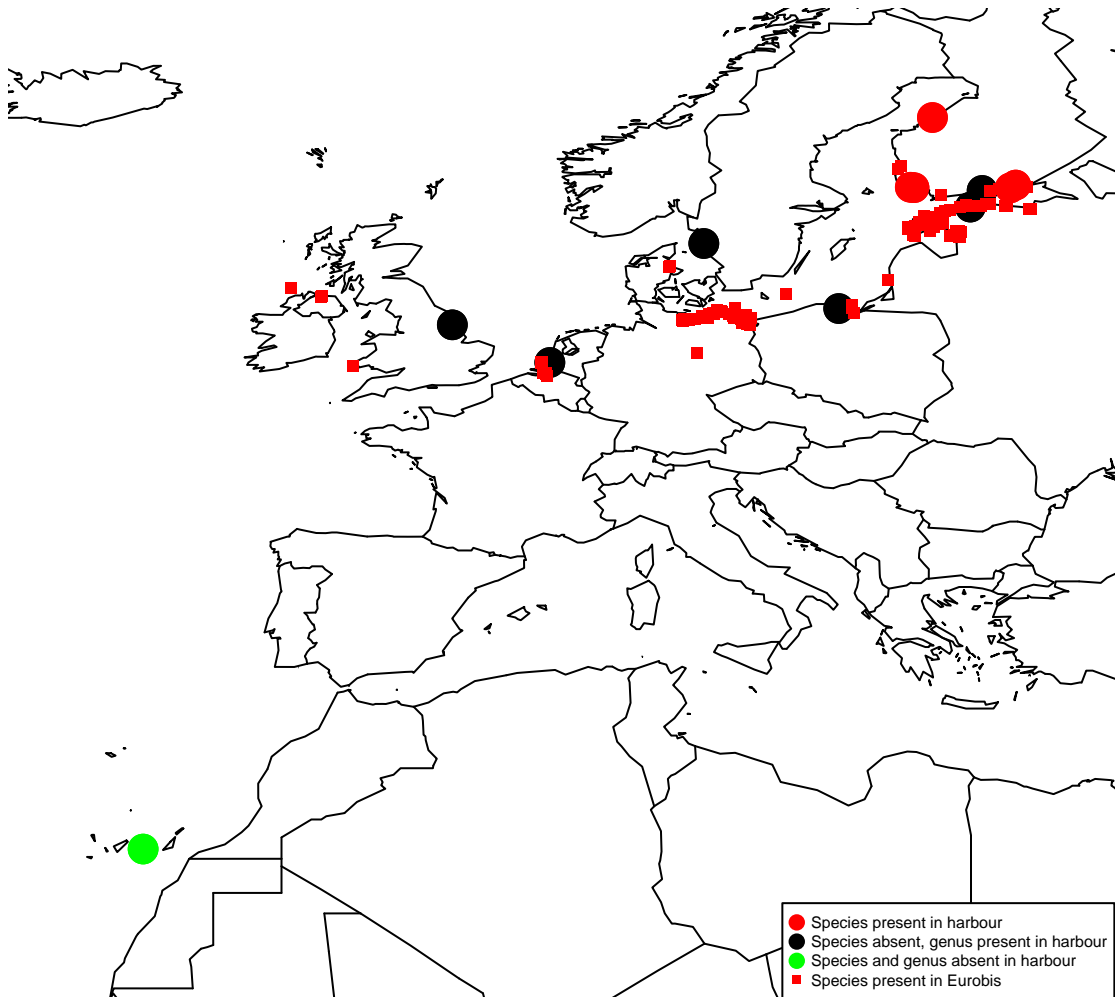 Species present in harbour
Species absent, genus present in harbour
Species and genus absent in harbour
Species present in Eurobis